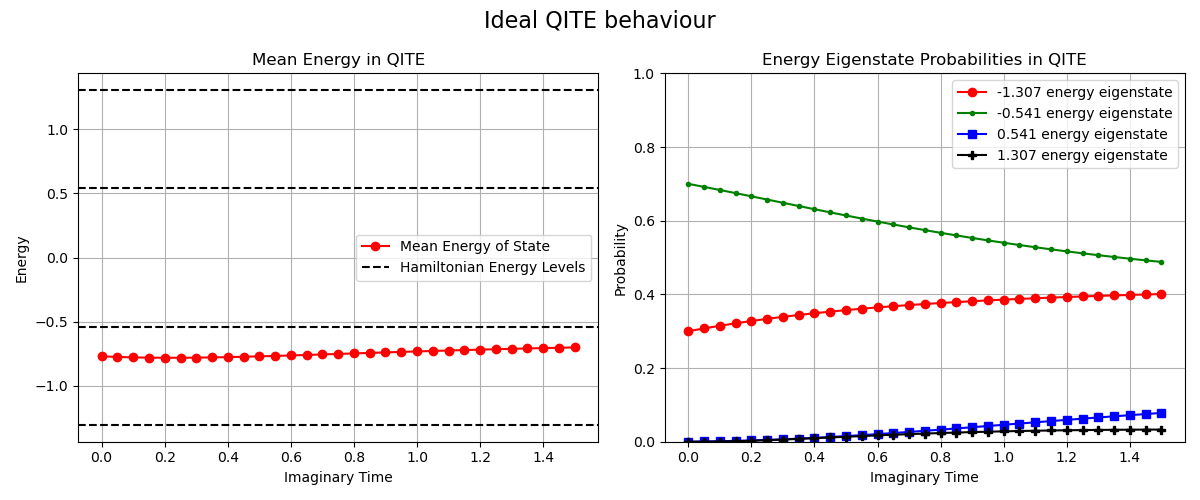 Ideal QITE behaviour
Mean Energy in QITE
Energy
1.0
0.5
0.0
−0.5
−1.0
Mean Energy of State
Hamiltonian Energy Levels
0.0 0.2 0.4 0.6 0.8 1.0 1.2 1.4
Imaginary Time
Energy Eigenstate Probabilities in QITE
Probability
1.0
0.8
0.6
0.4
0.2
0.0
-1.307 energy eigenstate
-0.541 energy eigenstate
0.541 energy eigenstate
1.307 energy eigenstate
0.0 0.2 0.4 0.6 0.8 1.0 1.2 1.4
Imaginary Time